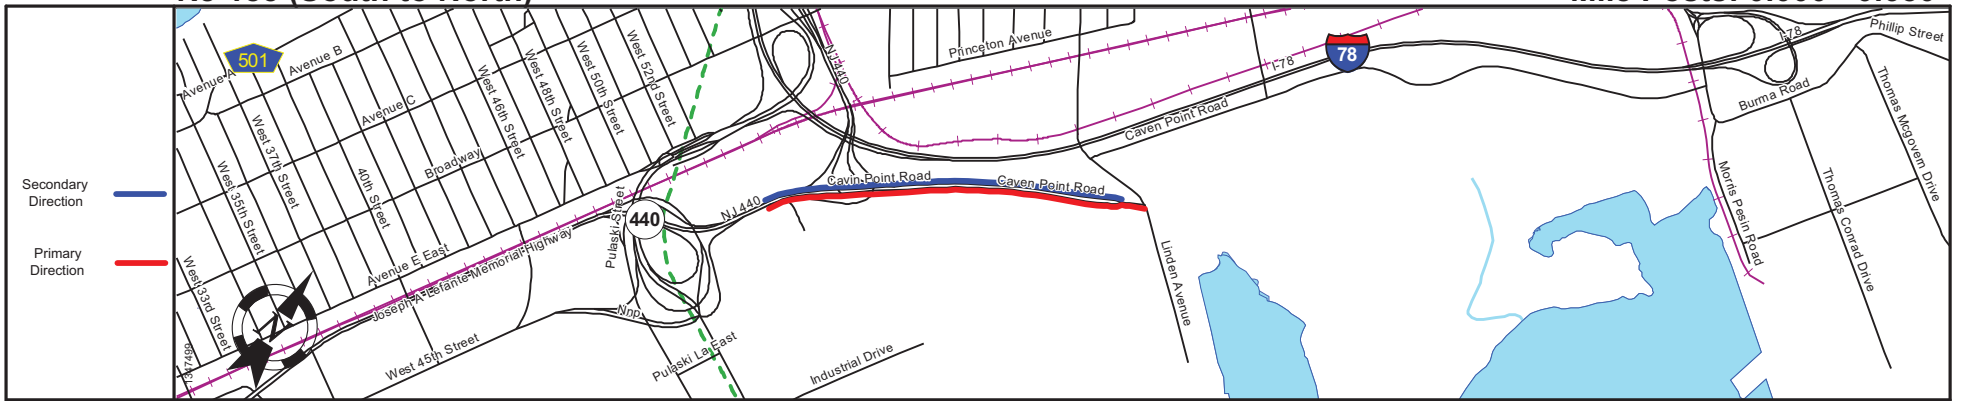 501
Avenue A
Avenue B
Avenue C
Broadway
West 46th Street
West 48th Street
West 50th Street
West 52nd Street
West 37th Street
West 35th Street
40th Street
West 33rd Street
Avenue E East
Joseph A Lefante Memorial Highway
West 45th Street
1347499
Secondary
Direction
Primary
Direction
NJ 440
Princeton Avenue
I-78
78
I-78
Phillip Street
Burma Road
Thomas Mcgovern Drive
Thomas Conrad Drive
Morris Pesin Road
Caven Point Road
Cavin Point Road
Caven Point Road
NJ 440
440
Pulaski Street
Nnp
Pulaski La East
Industrial Drive
Linden Avenue